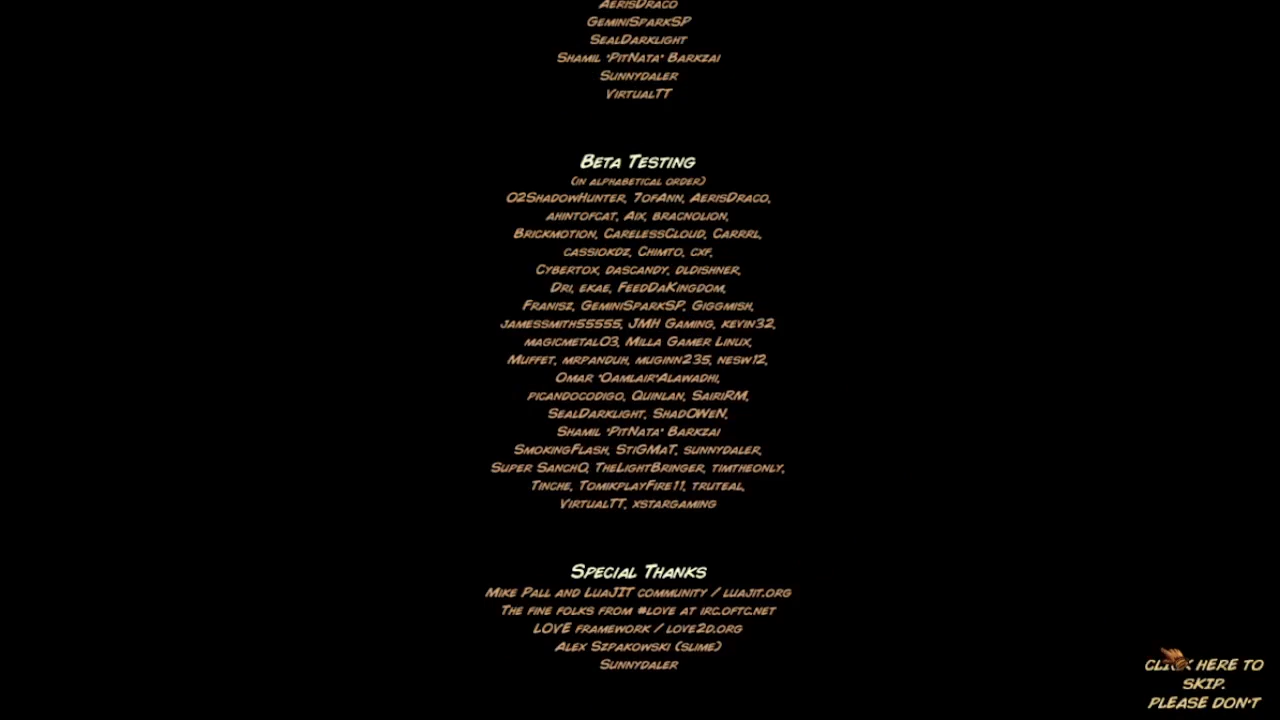 AerisDraco
GeminiSparkSP
SealDarklight
Shamil "PitNata" Barkzai
Sunnydaler
VirtualTT
Beta Testing
(in alphabetical order)
02ShadowHunter, 7ofAnn, AerisDraco,
ahintofcat, Aix, bracnolion,
Brickmotion, CarelessCloud, Carrrl,
cassiokdz, Chimto, cxf,
Cybertox, dascandy, dldishner,
Dri, ekae, FeedDaKingdom,
Franisz, GeminiSparkSP, Giggmish,
jamessmith55555, JMH Gaming, kevin32,
magicmetal03, Milla Gamer Linux,
Muffet, mrpanduh, muginn235, nesw12,
Omar "Oamlair"Alawadhi,
picandocodigo, Quinlan, SairiRM,
SealDarklight, ShadOWeN,
Shamil "PitNata" Barkzai
SmokingFlash, StiGMaT, sunnydaler,
Super SanchO, TheLightBringer, timtheonly,
Tinche, TomikplayFire11, truteal,
VirtualTT, xstargaming
Special Thanks
Mike Pall and LuaJIT community / luajit.org
The fine folks from #love at irc.oftc.net
LOVE framework / love2d.org
Alex Szpakowski (slime)
Sunnydaler
Click here to
skip.
Please don't